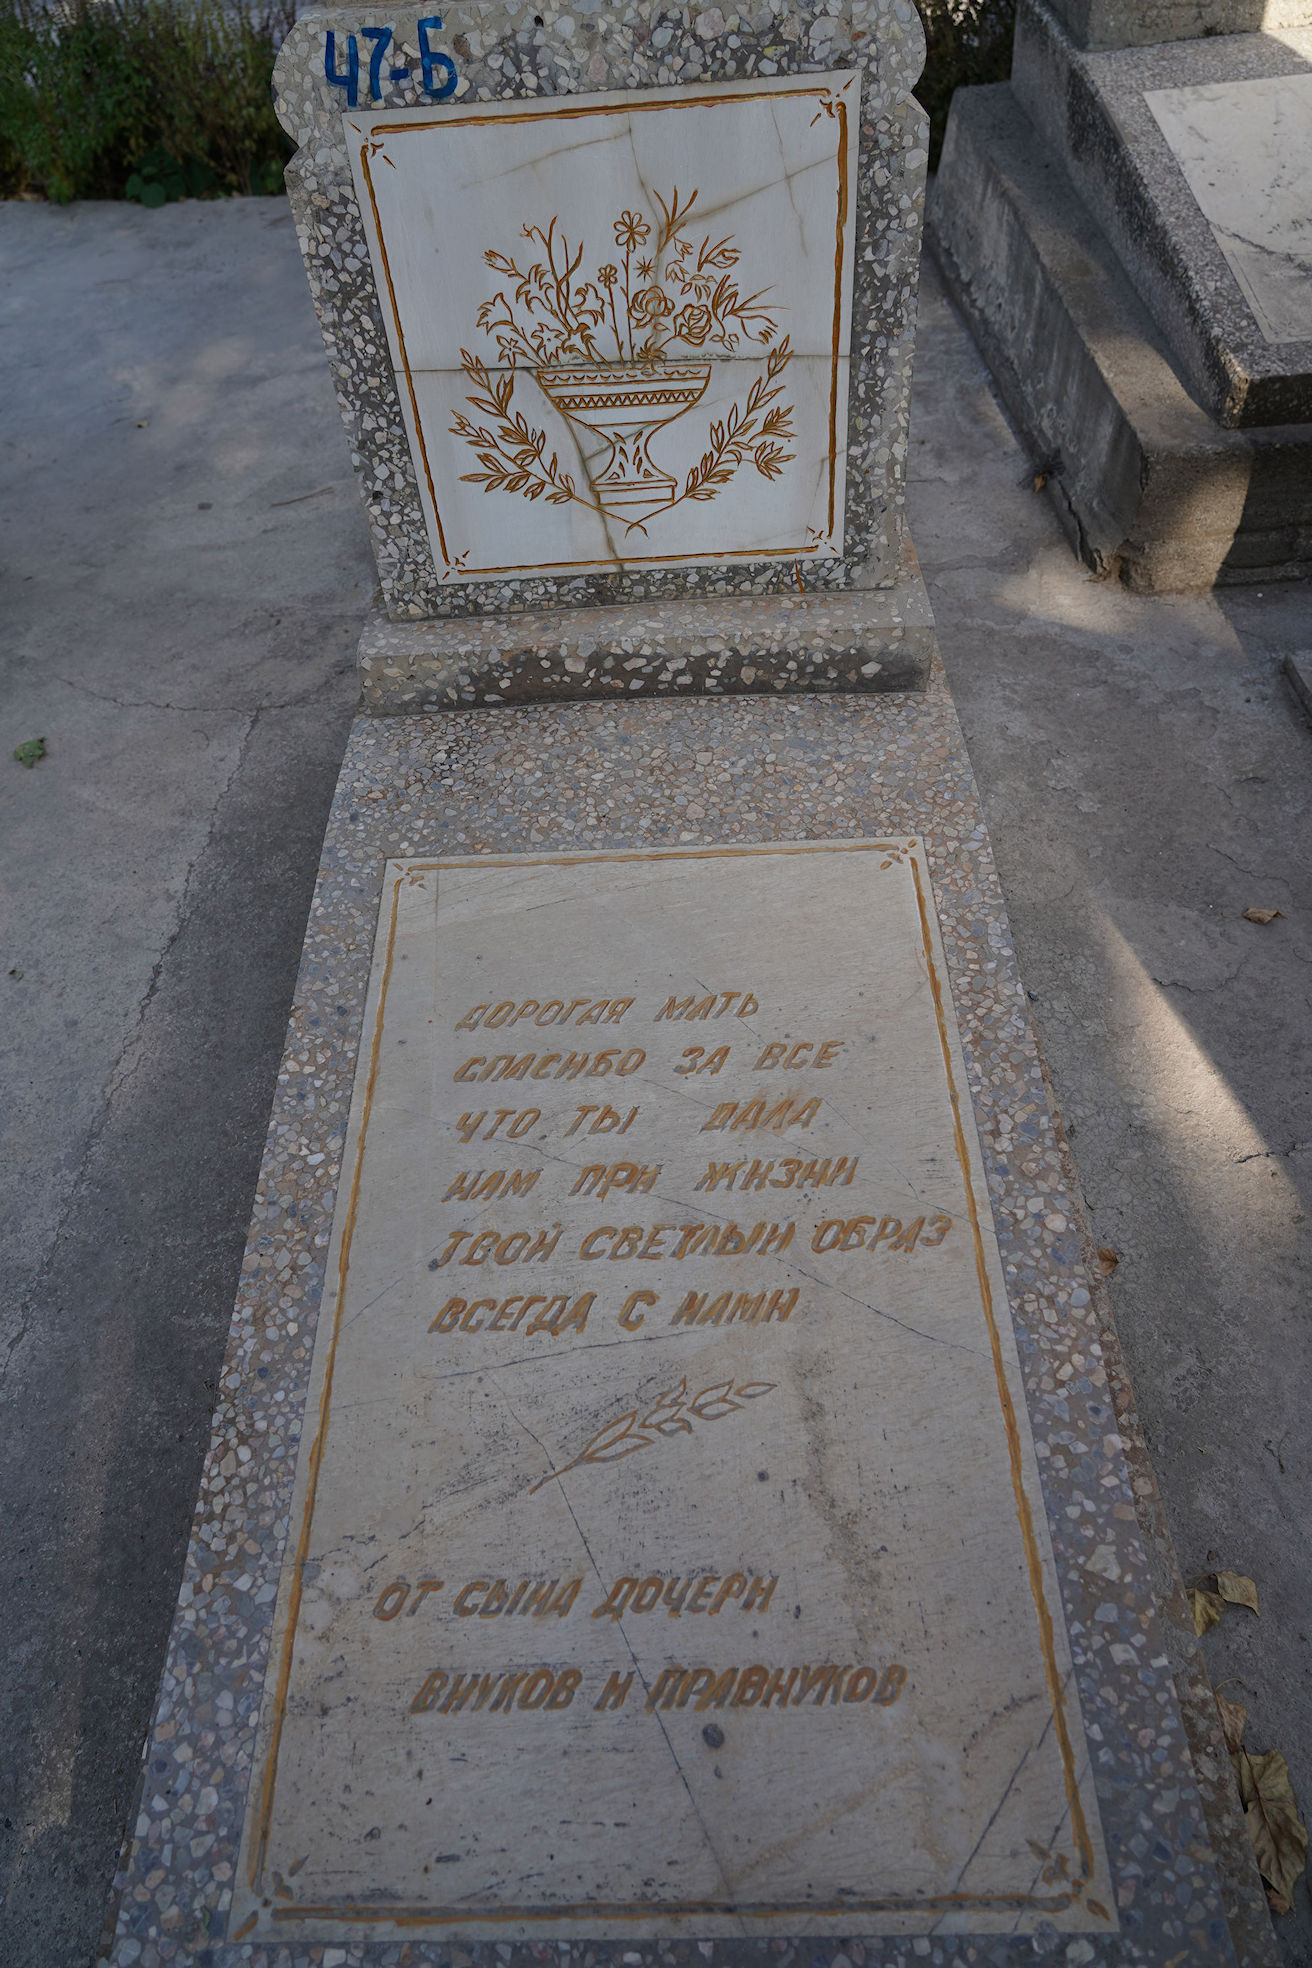 47-Б
ДОРОГАЯ МАТЬ
СПАСИБО ЗА ВСЕ
ЧТО ТЫ ДАЛА
НАМ ПРИ ЖИЗНИ
ТВОЙ СВЕТЛЫЙ ОБРАЗ
ВСЕГДА С НАМИ
ОТ СЫНА ДОЧЕРИ
ВНУКОВ И ПРАВНУКОВ